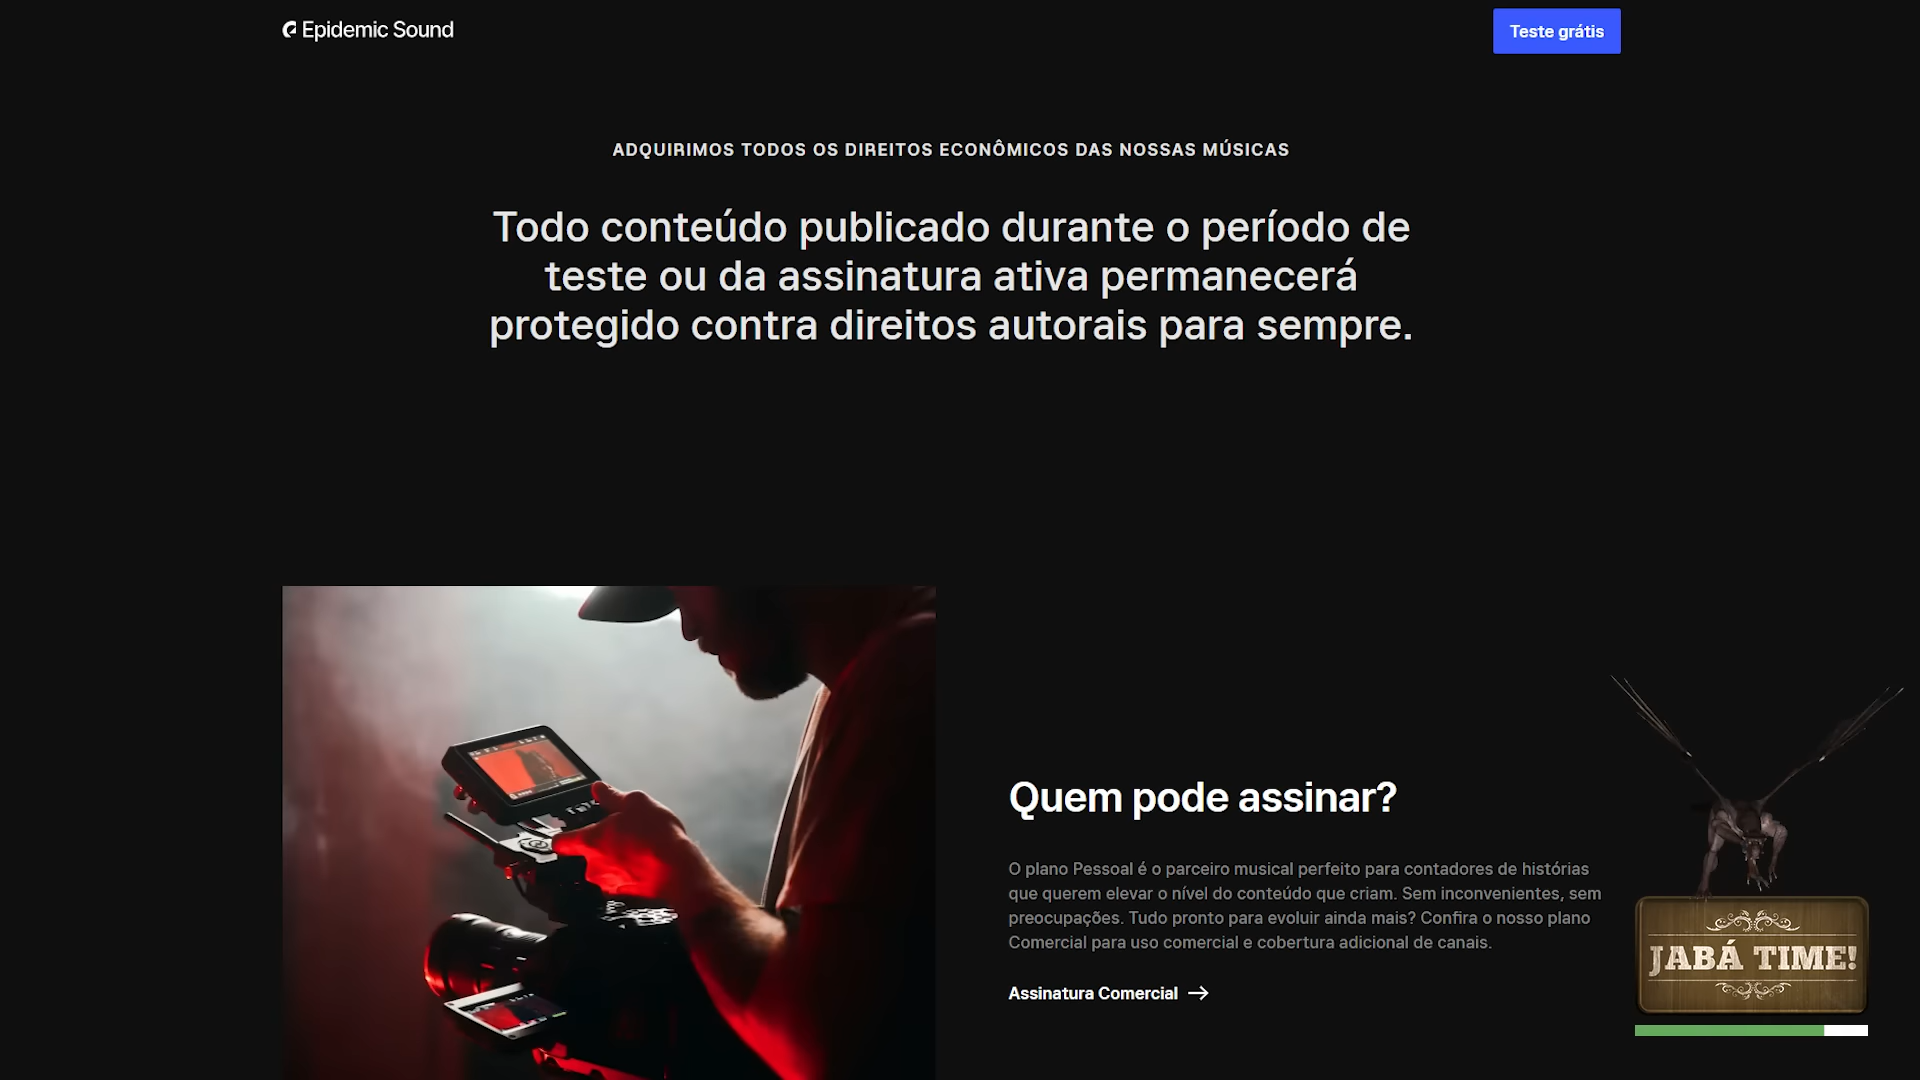 Epidemic Sound
Teste grátis
ADQUIRIMOS TODOS OS DIREITOS ECONÔMICOS DAS NOSSAS MÚSICAS
Todo conteúdo publicado durante o período de
teste ou da assinatura ativa permanecerá
protegido contra direitos autorais para sempre.
Quem pode assinar?
O plano Pessoal é o parceiro musical perfeito para contadores de histórias
que querem elevar o nível do conteúdo que criam. Sem inconvenientes, sem
preocupações. Tudo pronto para evoluir ainda mais? Confira o nosso plano
Comercial para uso comercial e cobertura adicional de canais.
Assinatura Comercial
JABÁ TIME!